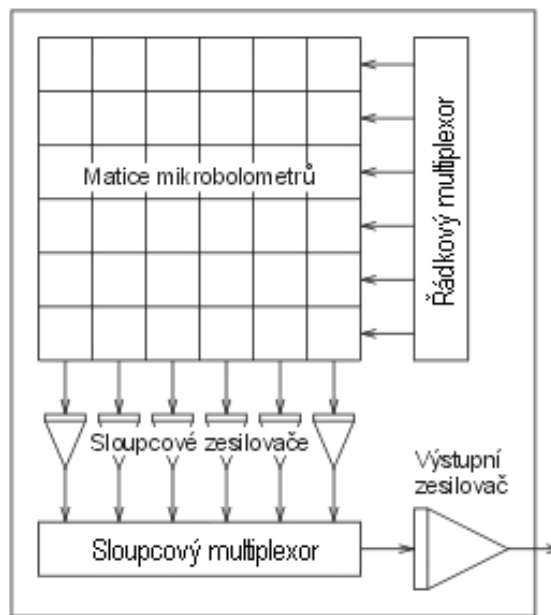 Matice mikrobolometrů
Řádkový multiplexor
Sloupcové zesilovače
Výstupní
zesilovač
Sloupcový multiplexor